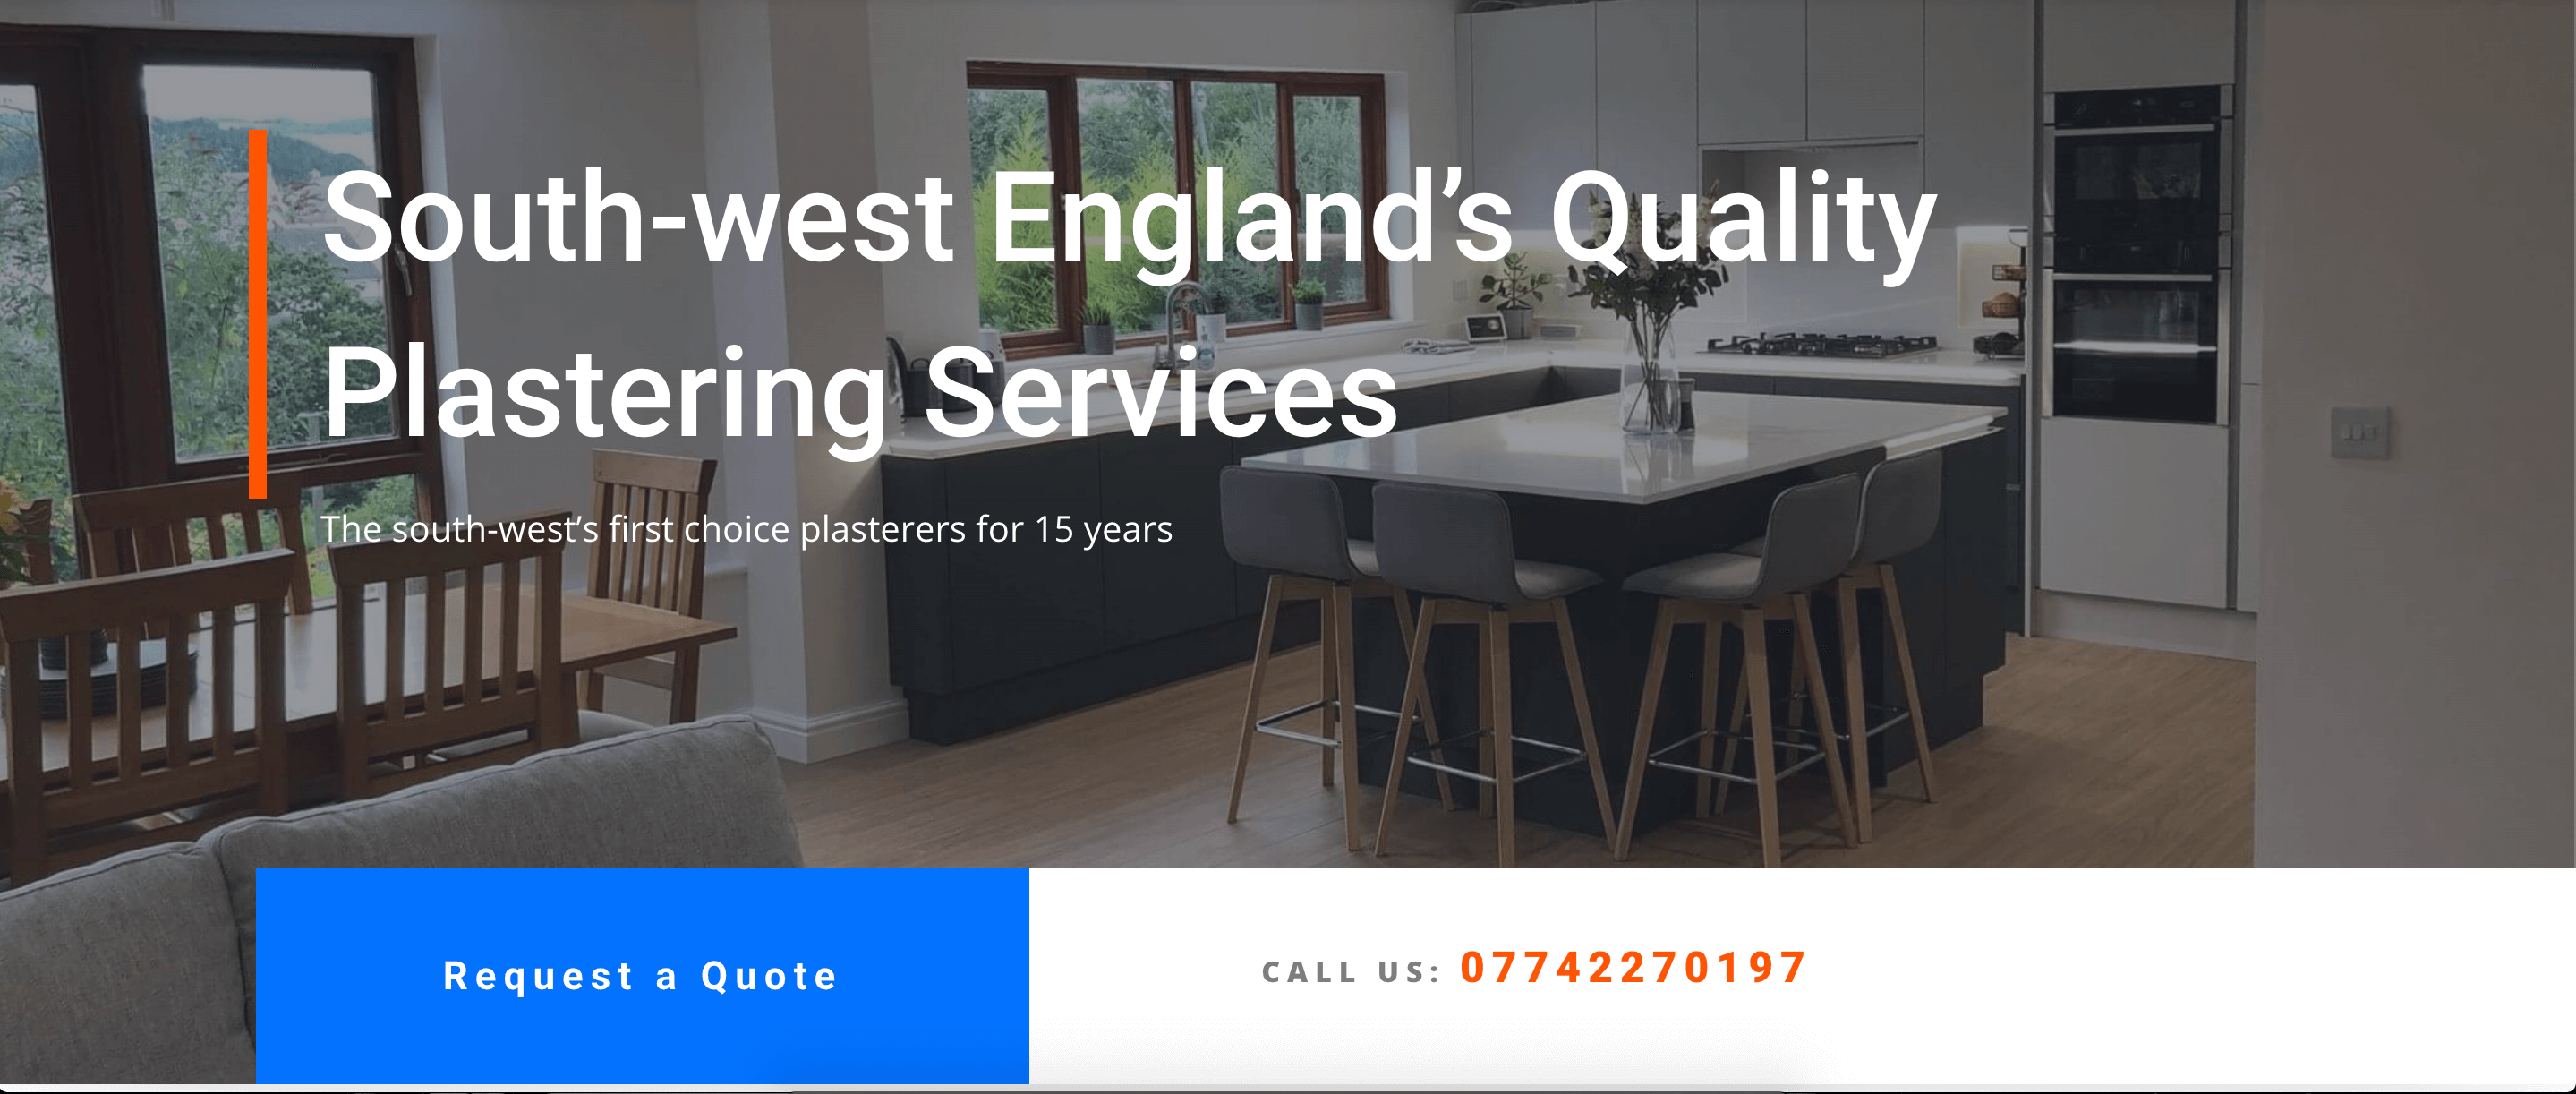 South-west England’s Quality
Plastering Services
The south-west’s first choice plasterers for 15 years
Request a Quote
CALL US: 07742270197